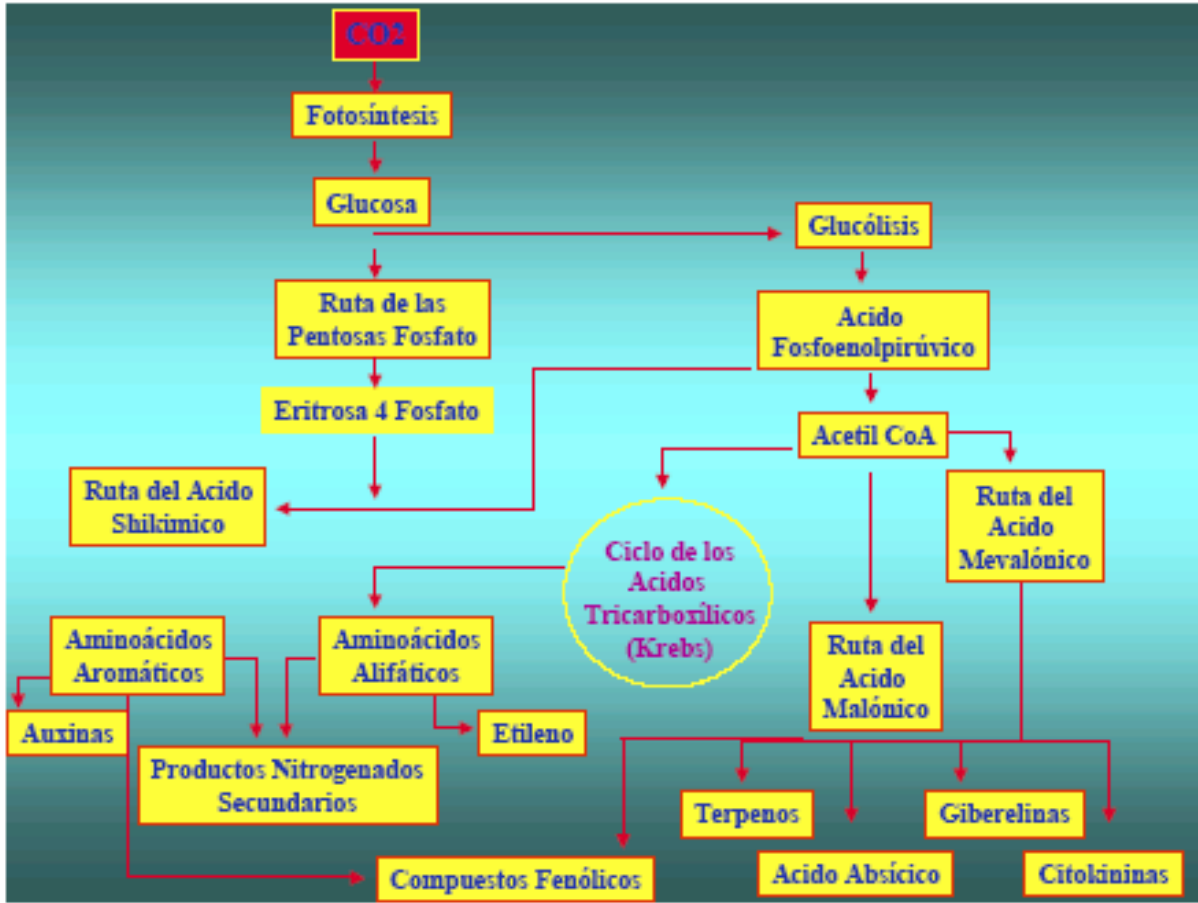 CO2
Fotosíntesis
Glucosa
Glucólisis
Ruta de las
Pentosas Fosfato
Acido
Fosfoenolpirúvico
Eritrosa 4 Fosfato
Acetil CoA
Ruta del Acido
Shikimico
Ruta del
Acido
Mevalónico
Ciclo de los
Acidos
Tricarboxílicos
(Krebs)
Aminoácidos
Aromáticos
Aminoácidos
Alifáticos
Ruta del
Acido
Malónico
Auxinas
Etileno
Productos Nitrogenados
Secundarios
Terpenos
Giberelinas
Compuestos Fenólicos
Acido Absícico
Citokininas